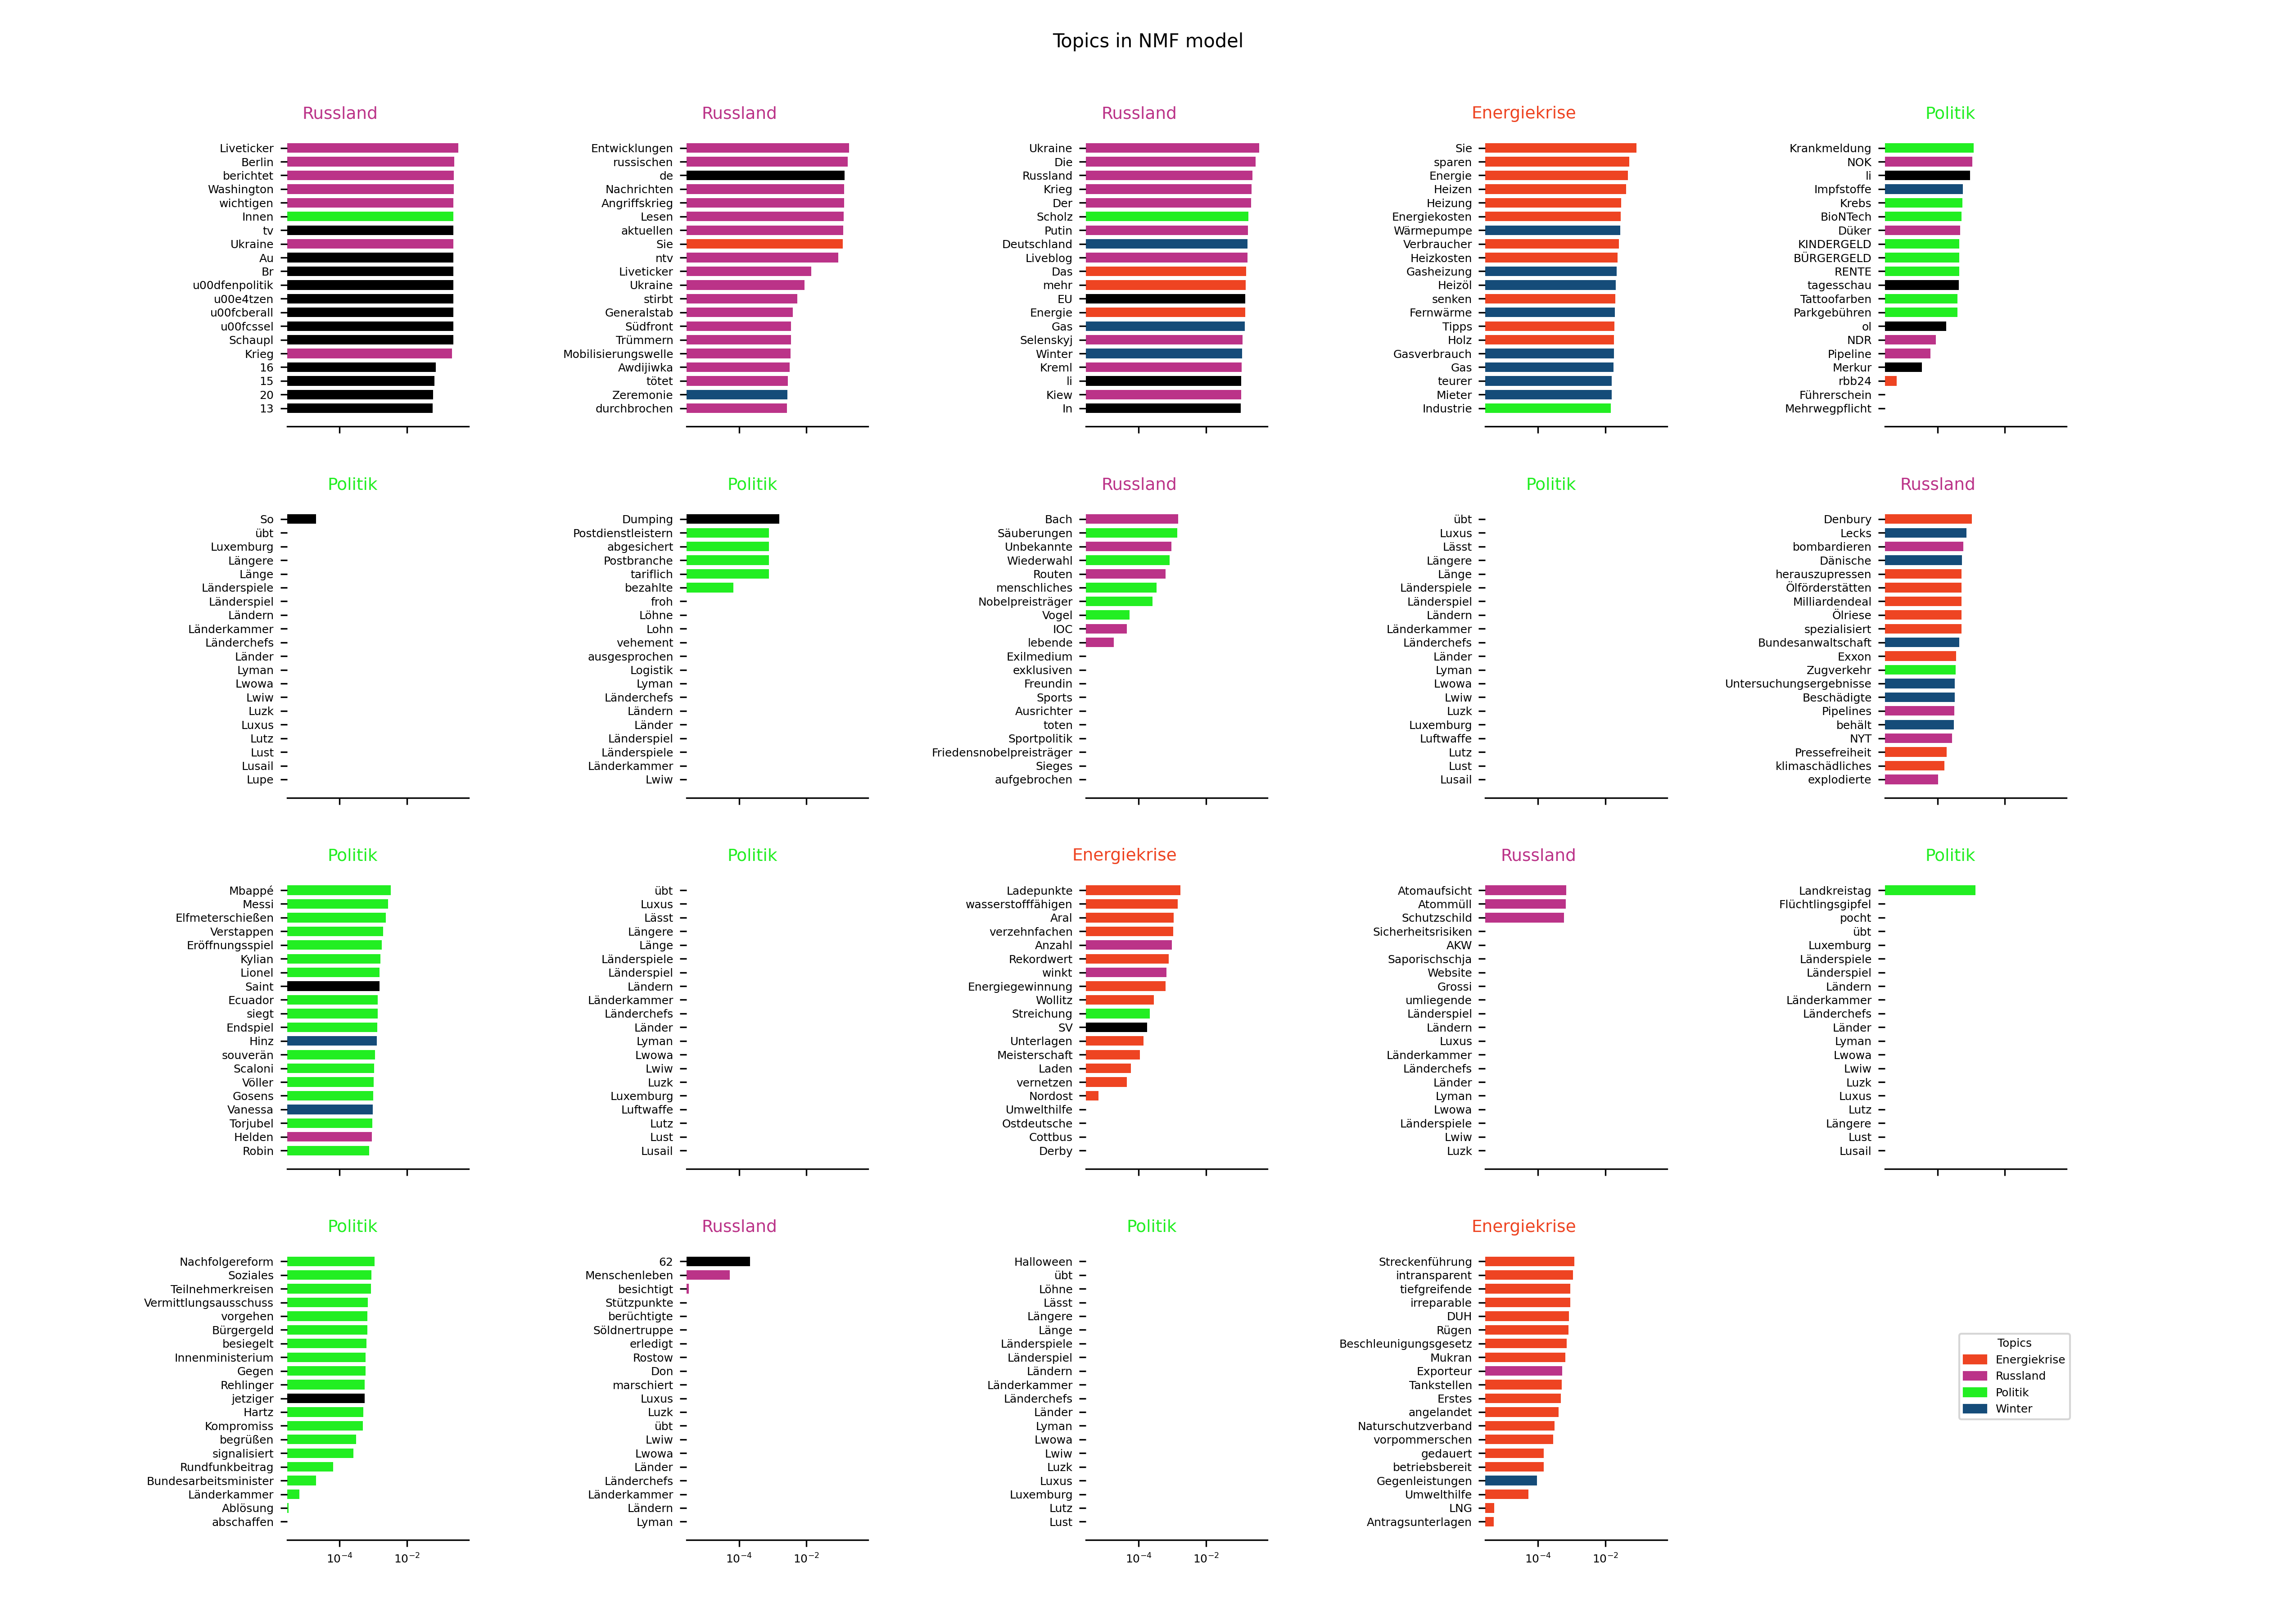 Topics in NMF model
Russland
Liveticker
Berlin
berichtet
Washington
wichtigen
Innen
tv
Ukraine
Au
Br
u00dfenpolitik
u00e4tzen
u00fcberall
u00fcssel
Schaupl
Krieg
16
15
20
13
Russland
Entwicklungen
russischen
de
Nachrichten
Angriffskrieg
Lesen
aktuellen
Sie
ntv
Liveticker
Ukraine
stirbt
Generalstab
Südfront
Trümmern
Mobilisierungswelle
Awdijiwka
tötet
Zeremonie
durchbrochen
Russland
Ukraine
Die
Russland
Krieg
Der
Scholz
Putin
Deutschland
Liveblog
Das
mehr
EU
Energie
Gas
Selenskyj
Winter
Kreml
li
Kiew
In
Energiekrise
Sie
sparen
Energie
Heizen
Heizung
Energiekosten
Wärmepumpe
Verbraucher
Heizkosten
Gasheizung
Heizöl
senken
Fernwärme
Tipps
Holz
Gasverbrauch
Gas
teurer
Mieter
Industrie
Politik
Krankmeldung
NOK
li
Impfstoffe
Krebs
BioNTech
Düker
KINDERGELD
BÜRGERGELD
RENTE
tagesschau
Tattoofarben
Parkgebühren
ol
NDR
Pipeline
Merkur
rbb24
Führerschein
Mehrwegpflicht
Politik
So
übt
Luxemburg
Längere
Länge
Länderspiele
Länderspiel
Ländern
Länderkammer
Länderchefs
Länder
Lyman
Lwowa
Lwiw
Luzk
Luxus
Lutz
Lust
Lusail
Lupe
Politik
Dumping
Postdienstleistern
abgesichert
Postbranche
tariflich
bezahlte
froh
Löhne
Lohn
vehement
ausgesprochen
Logistik
Lyman
Länderchefs
Ländern
Länder
Länderspiel
Länderspiele
Länderkammer
Lwiw
Russland
Bach
Säuberungen
Unbekannte
Wiederwahl
Routen
menschliches
Nobelpreisträger
Vogel
IOC
lebende
Exilmedium
exklusiven
Freundin
Sports
Ausrichter
toten
Sportpolitik
Friedensnobelpreisträger
Sieges
aufgebrochen
Politik
übt
Luxus
Lässt
Längere
Länge
Länderspiele
Länderspiel
Ländern
Länderkammer
Länderchefs
Länder
Lyman
Lwowa
Lwiw
Luzk
Luxemburg
Luftwaffe
Lutz
Lust
Lusail
Russland
Denbury
Lecks
bombardieren
Dänische
herauszupressen
Ölförderstätten
Milliardendeal
Ölriese
spezialisiert
Bundesanwaltschaft
Exxon
Zugverkehr
Untersuchungsergebnisse
Beschädigte
Pipelines
behält
NYT
Pressefreiheit
klimaschädliches
explodierte
Politik
Mbappé
Messi
Elfmeterschießen
Verstappen
Eröffnungsspiel
Kylian
Lionel
Saint
Ecuador
siegt
Endspiel
Hinz
souverän
Scaloni
Völler
Gosens
Vanessa
Torjubel
Helden
Robin
Politik
übt
Luxus
Lässt
Längere
Länge
Länderspiele
Länderspiel
Ländern
Länderkammer
Länderchefs
Länder
Lyman
Lwowa
Lwiw
Luzk
Luxemburg
Luftwaffe
Lutz
Lust
Lusail
Energiekrise
Ladepunkte
wasserstofffähigen
Aral
verzehnfachen
Anzahl
Rekordwert
winkt
Energiegewinnung
Wollitz
Streichung
SV
Unterlagen
Meisterschaft
Laden
vernetzen
Nordost
Umwelthilfe
Ostdeutsche
Cottbus
Derby
Russland
Atomaufsicht
Atommüll
Schutzschild
Sicherheitsrisiken
AKW
Saporischschja
Website
Grossi
umliegende
Länderspiel
Ländern
Luxus
Länderkammer
Länderchefs
Länder
Lyman
Lwowa
Länderspiele
Lwiw
Luzk
Politik
Landkreistag
Flüchtlingsgipfel
pocht
übt
Luxemburg
Länderspiele
Länderspiel
Ländern
Länderkammer
Länderchefs
Länder
Lyman
Lwowa
Lwiw
Luzk
Luxus
Lutz
Längere
Lust
Lusail
Politik
Nachfolgereform
Soziales
Teilnehmerkreisen
Vermittlungsausschuss
vorgehen
Bürgergeld
besiegelt
Innenministerium
Gegen
Rehlinger
jetziger
Hartz
Kompromiss
begrüßen
signalisiert
Rundfunkbeitrag
Bundesarbeitsminister
Länderkammer
Ablösung
abschaffen
10⁻⁴ 10⁻²
Russland
62
Menschenleben
besichtigt
Stützpunkte
berüchtigte
Söldnertruppe
erledigt
Rostow
Don
marschiert
Luxus
Luzk
übt
Lwiw
Lwowa
Länder
Länderchefs
Länderkammer
Ländern
Lyman
10⁻⁴ 10⁻²
Politik
Halloween
übt
Löhne
Lässt
Längere
Länge
Länderspiele
Länderspiel
Ländern
Länderkammer
Länderchefs
Länder
Lyman
Lwowa
Lwiw
Luzk
Luxus
Luxemburg
Lutz
Lust
10⁻⁴ 10⁻²
Energiekrise
Streckenführung
intransparent
tiefgreifende
irreparable
DUH
Rügen
Beschleunigungsgesetz
Mukran
Exporteur
Tankstellen
Erstes
angelandet
Naturschutzverband
vorpommerschen
gedauert
betriebsbereit
Gegenleistungen
Umwelthilfe
LNG
Antragsunterlagen
10⁻⁴ 10⁻²
Topics
Energiekrise
Russland
Politik
Winter